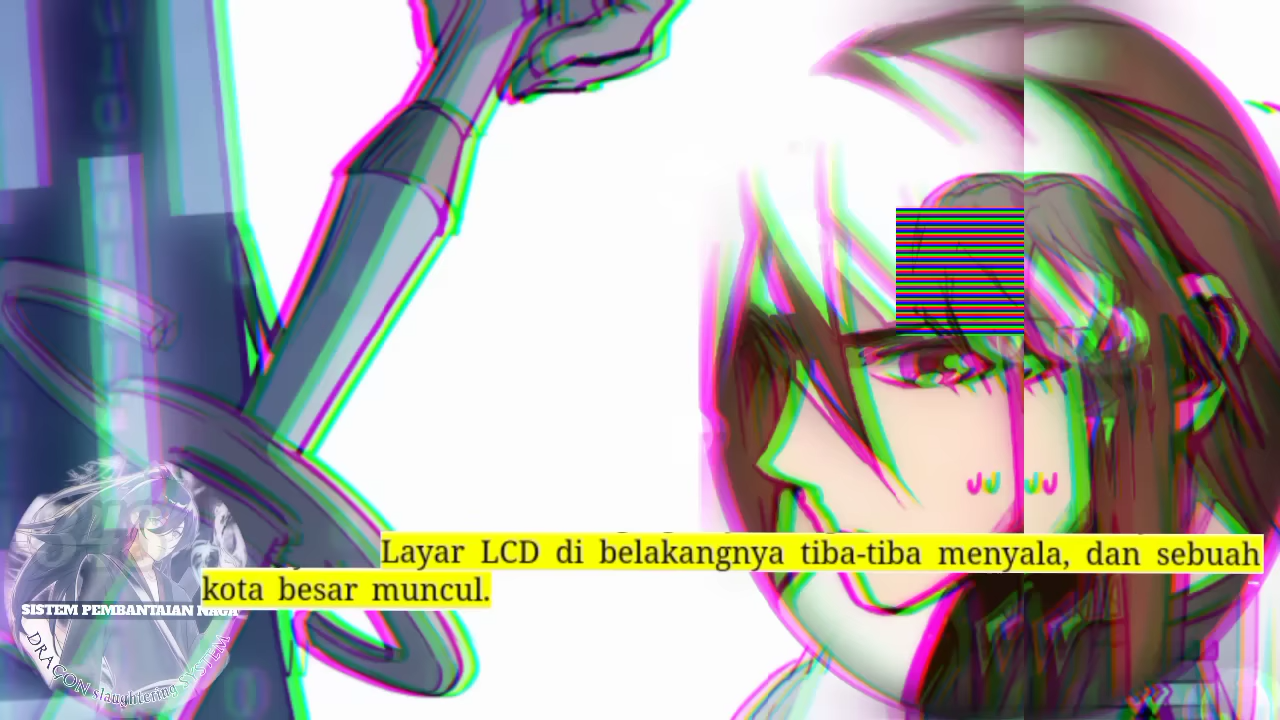 Layar LCD di belakangnya tiba-tiba menyala, dan sebuah
kota besar muncul.
SISTEM PEMBANTAIAN NAGA
DRAGON slaughtering SYSTEM